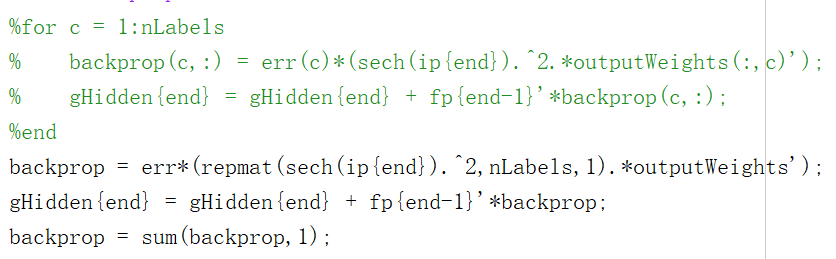 %for c = 1:nLabels
%    backprop(c,:) = err(c)*(sech(ip{end}).^2.*outputWeights(:,c)');
%    gHidden{end} = gHidden{end} + fp{end-1}'*backprop(c,:);
%end
backprop = err*(repmat(sech(ip{end}).^2,nLabels,1).*outputWeights');
gHidden{end} = gHidden{end} + fp{end-1}'*backprop;
backprop = sum(backprop,1);